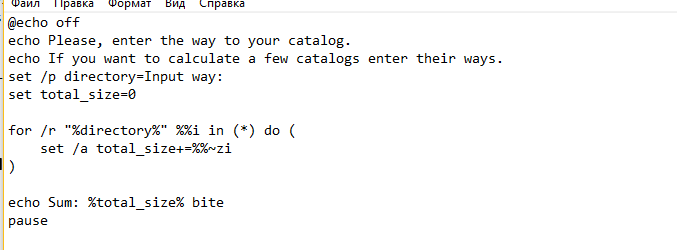 Файл Правка Формат Вид Справка
@echo off
echo Please, enter the way to your catalog.
echo If you want to calculate a few catalogs enter their ways.
set /p directory=Input way:
set total_size=0
for /r "%directory%" %%i in (*) do (
    set /a total_size+=%%~zi
)
echo Sum: %total_size% bite
pause